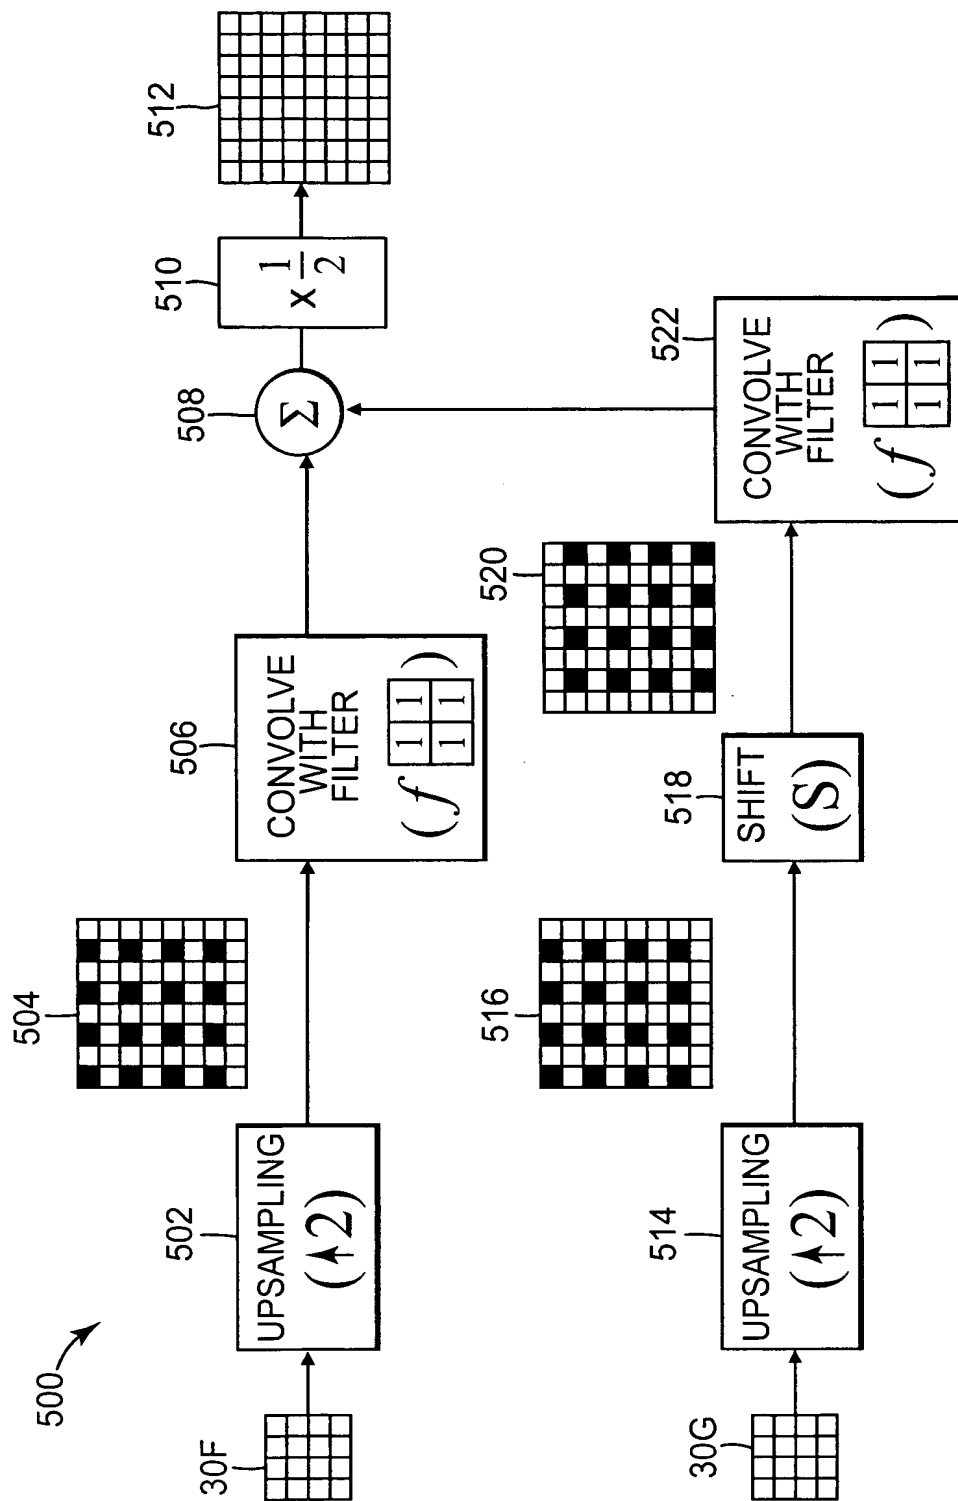 500
30F
502
UPSAMPLING
(↑2)
504
506
CONVOLVE
WITH
FILTER
(f 1 1
1 1)
508
Σ
510
x 1/2
512
30G
514
UPSAMPLING
(↑2)
516
518
SHIFT
(S)
520
522
CONVOLVE
WITH
FILTER
(f 1 1
1 1)